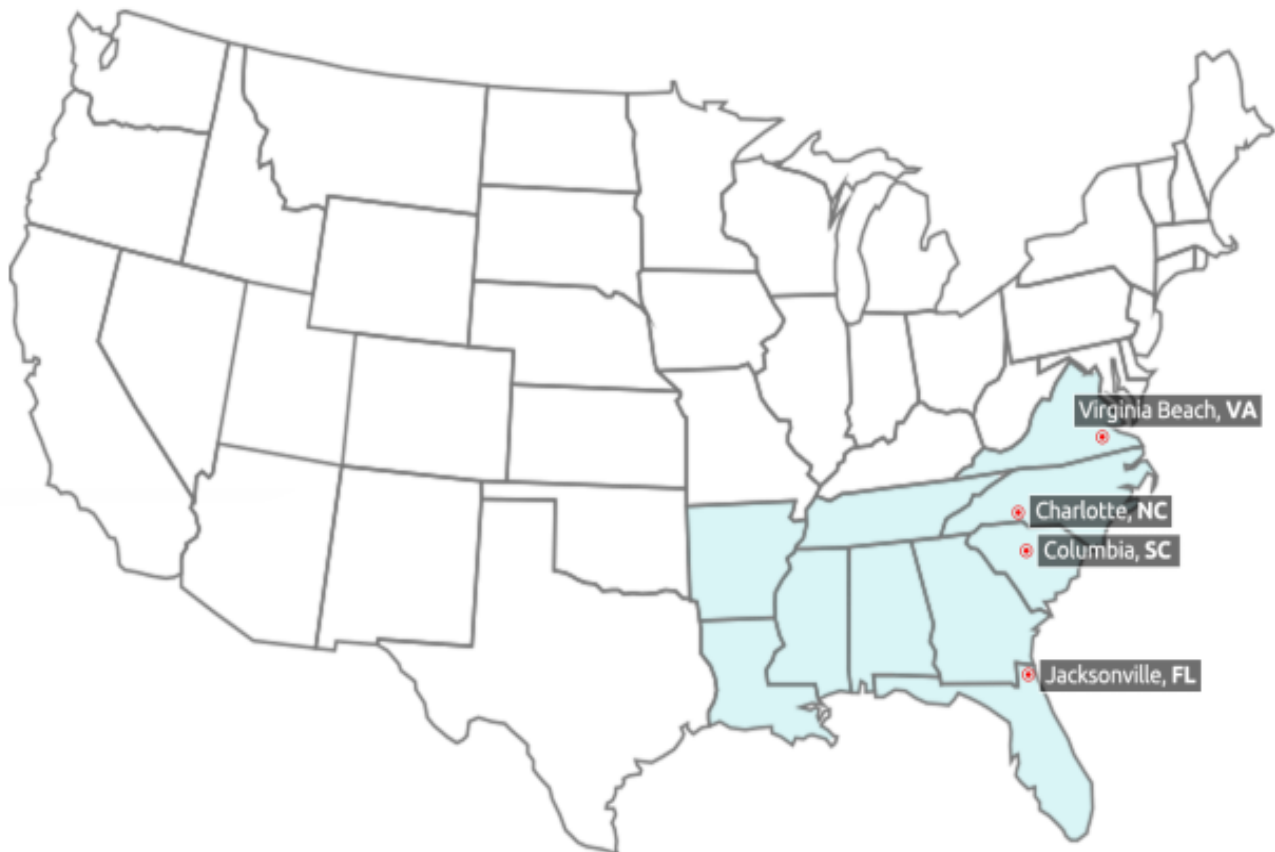 Virginia Beach, VA
Charlotte, NC
Columbia, SC
Jacksonville, FL